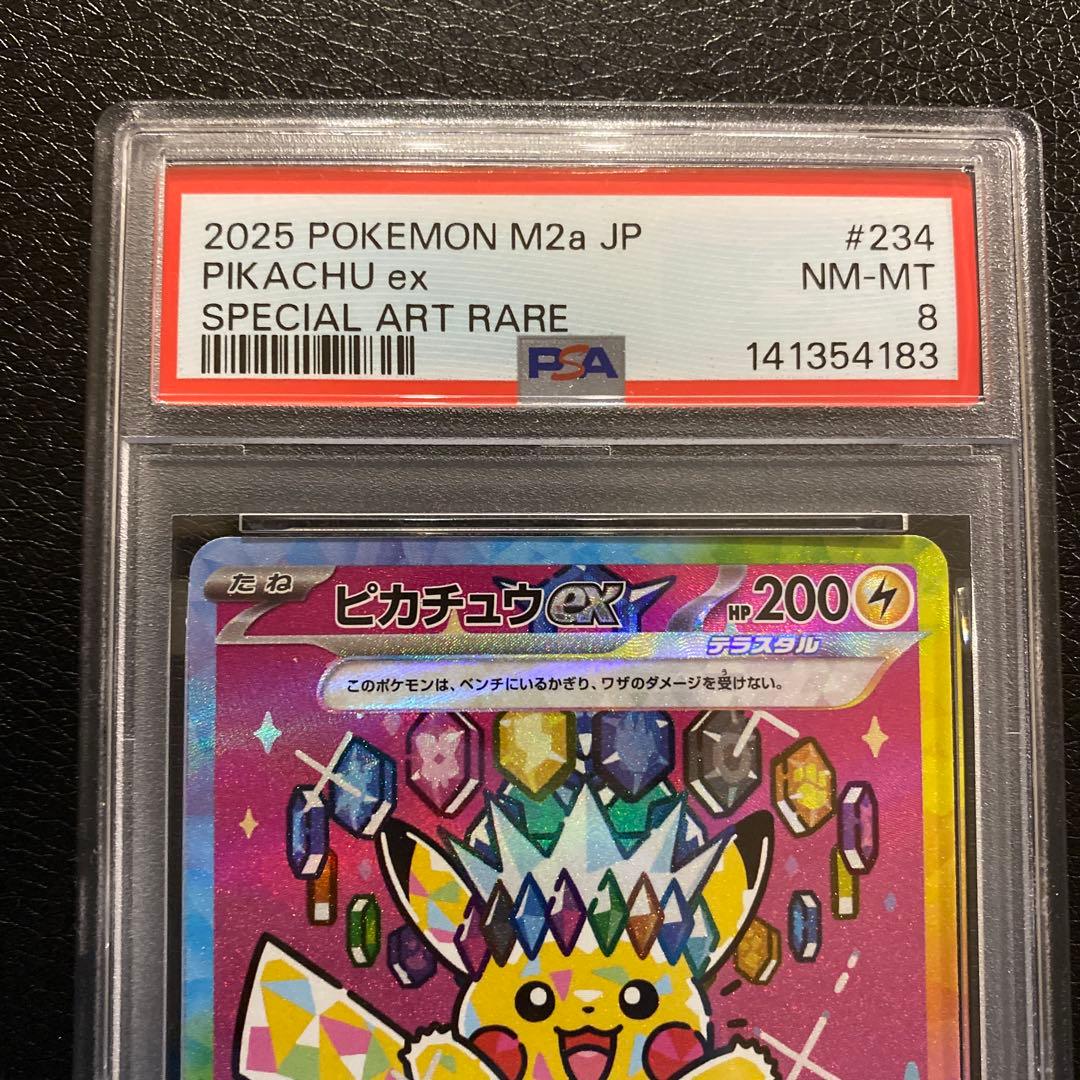 2025 POKEMON M2a JP #234
PIKACHU ex NM-MT
SPECIAL ART RARE 8
PSA 141354183
たね ピカチュウex HP200
テラスタル
このポケモンは、ベンチにいるかぎり、ワザのダメージを受けない。